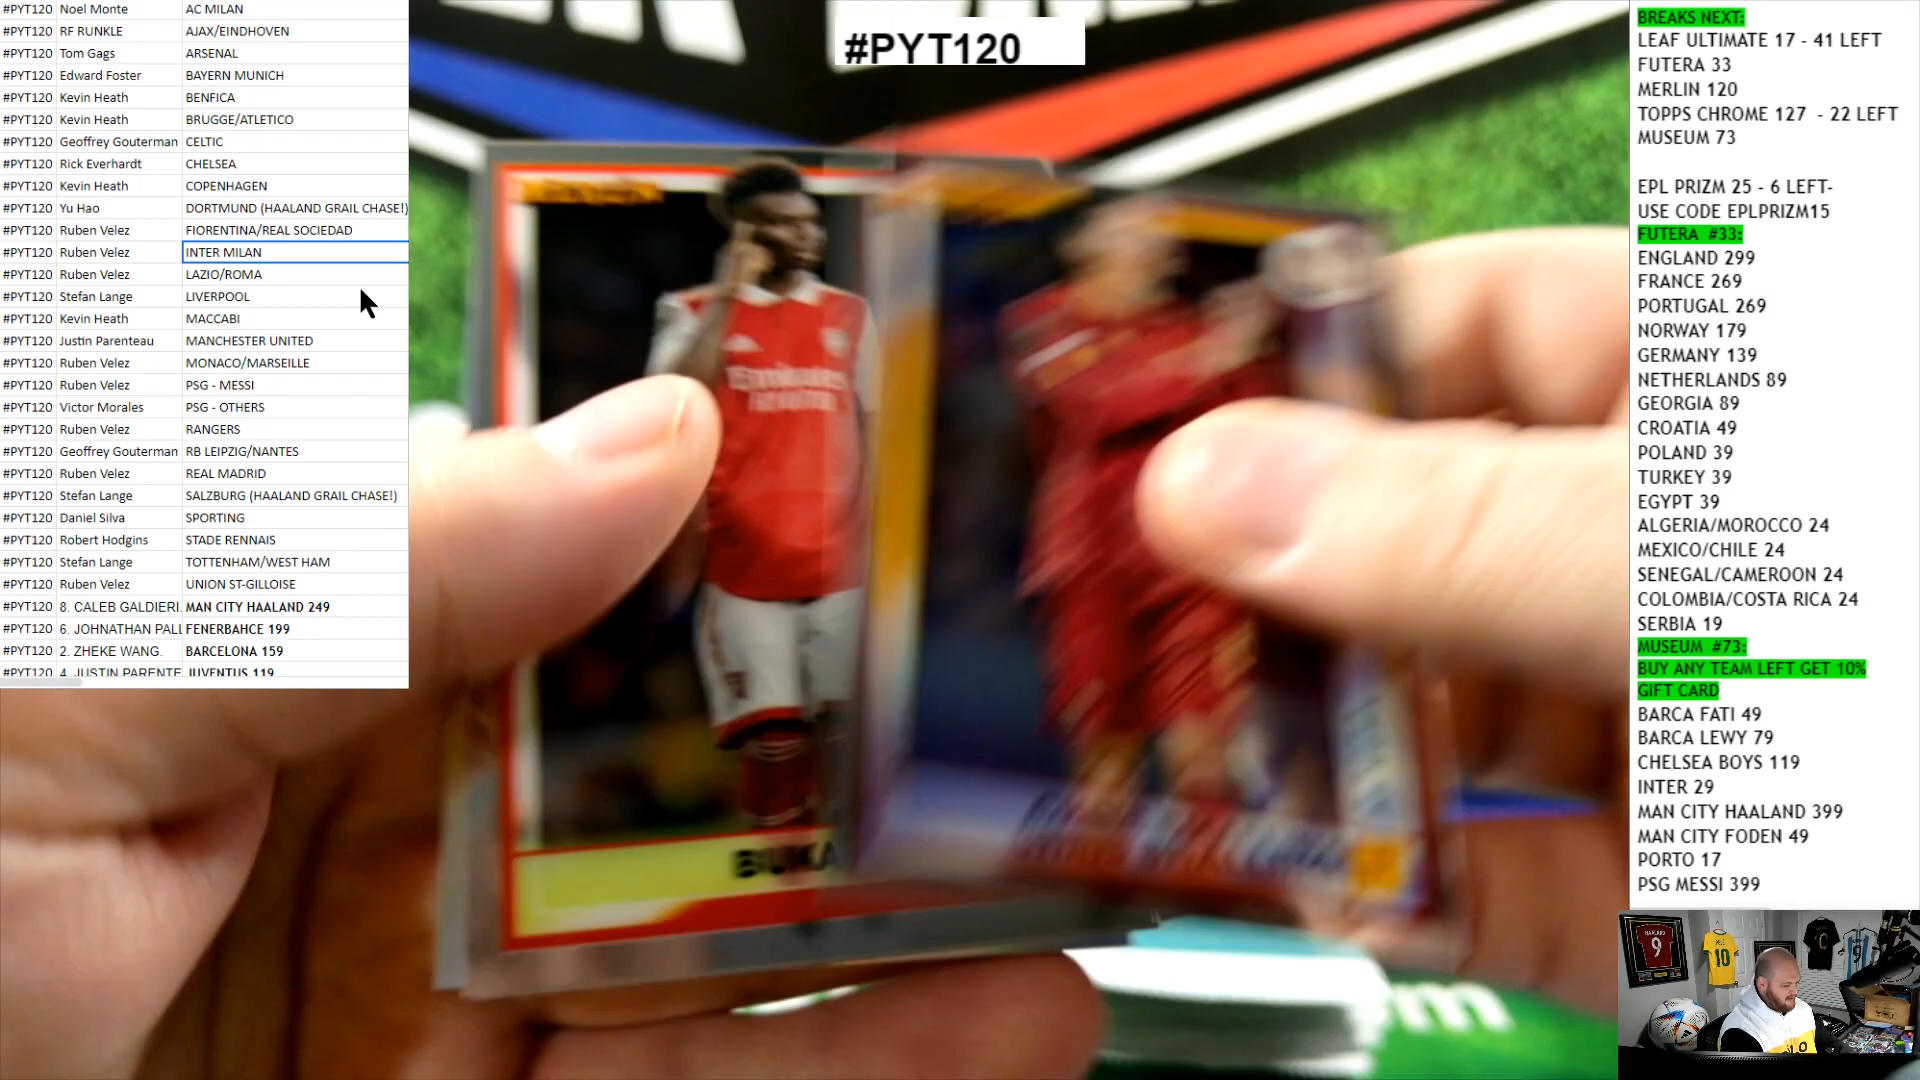 #PYT120 Noel Monte AC MILAN
#PYT120 RF RUNKLE AJAX/EINDHOVEN
#PYT120 Tom Gags ARSENAL
#PYT120 Edward Foster BAYERN MUNICH
#PYT120 Kevin Heath BENFICA
#PYT120 Kevin Heath BRUGGE/ATLETICO
#PYT120 Geoffrey Gouterman CELTIC
#PYT120 Rick Everhardt CHELSEA
#PYT120 Kevin Heath COPENHAGEN
#PYT120 Yu Hao DORTMUND (HAALAND GRAIL CHASE!)
#PYT120 Ruben Velez FIORENTINA/REAL SOCIEDAD
#PYT120 Ruben Velez INTER MILAN
#PYT120 Ruben Velez LAZIO/ROMA
#PYT120 Stefan Lange LIVERPOOL
#PYT120 Kevin Heath MACCABI
#PYT120 Justin Parenteau MANCHESTER UNITED
#PYT120 Ruben Velez MONACO/MARSEILLE
#PYT120 Ruben Velez PSG - MESSI
#PYT120 Victor Morales PSG - OTHERS
#PYT120 Ruben Velez RANGERS
#PYT120 Geoffrey Gouterman RB LEIPZIG/NANTES
#PYT120 Ruben Velez REAL MADRID
#PYT120 Stefan Lange SALZBURG (HAALAND GRAIL CHASE!)
#PYT120 Daniel Silva SPORTING
#PYT120 Robert Hodgins STADE RENNAIS
#PYT120 Stefan Lange TOTTENHAM/WEST HAM
#PYT120 Ruben Velez UNION ST-GILLOISE
#PYT120 8. CALEB GALDIERI. MAN CITY HAALAND 249
#PYT120 6. JOHNATHAN PALL FENERBAHCE 199
#PYT120 2. ZHEKE WANG. BARCELONA 159
#PYT120 4. JUSTIN PARENTE JUVENTUS 119
#PYT120
Emirates
BUKA
m
BREAKS NEXT:
LEAF ULTIMATE 17 - 41 LEFT
FUTERA 33
MERLIN 120
TOPPS CHROME 127 - 22 LEFT
MUSEUM 73
EPL PRIZM 25 - 6 LEFT-
USE CODE EPLPRIZM15
FUTERA #33:
ENGLAND 299
FRANCE 269
PORTUGAL 269
NORWAY 179
GERMANY 139
NETHERLANDS 89
GEORGIA 89
CROATIA 49
POLAND 39
TURKEY 39
EGYPT 39
ALGERIA/MOROCCO 24
MEXICO/CHILE 24
SENEGAL/CAMEROON 24
COLOMBIA/COSTA RICA 24
SERBIA 19
MUSEUM #73:
BUY ANY TEAM LEFT GET 10%
GIFT CARD
BARCA FATI 49
BARCA LEWY 79
CHELSEA BOYS 119
INTER 29
MAN CITY HAALAND 399
MAN CITY FODEN 49
PORTO 17
PSG MESSI 399
HAALAND
9
10